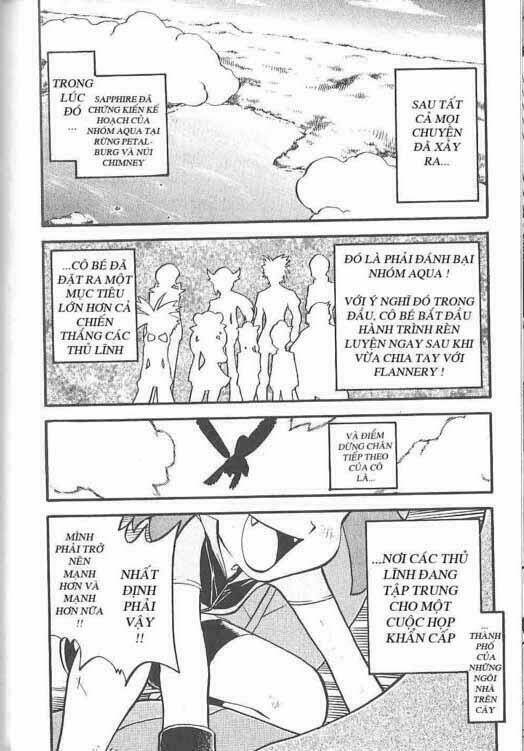 TRONG
LÚC
ĐÓ
...
SAPPHIRE ĐÃ
CHỨNG KIẾN KẾ
HOẠCH CỦA
NHÓM AQUA TẠI
RỪNG PETAL-
BURG VÀ NÚI
CHIMNEY
SAU TẤT
CẢ MỌI
CHUYỆN
ĐÃ XẢY
RA...
...CÔ BÉ ĐÃ
ĐẶT RA MỘT
MỤC TIÊU
LỚN HƠN CẢ
CHIẾN
THẮNG CÁC
THỦ LĨNH
ĐÓ LÀ PHẢI ĐÁNH BẠI
NHÓM AQUA !
VỚI Ý NGHĨ ĐÓ TRONG
ĐẦU, CÔ BÉ BẮT ĐẦU
HÀNH TRÌNH RÈN
LUYỆN NGAY SAU KHI
VỪA CHIA TAY VỚI
FLANNERY !
VÀ ĐIỂM
DỪNG CHÂN
TIẾP THEO
CỦA CÔ
LÀ...
MÌNH
PHẢI TRỞ
NÊN
MẠNH HƠN
VÀ MẠNH
HƠN NỮA
!!
NHẤT
ĐỊNH PHẢI
VẬY
!!
...NƠI CÁC THỦ
LĨNH ĐANG
TẬP TRUNG
CHO MỘT
CUỘC HỌP
KHẨN CẤP
...
THÀNH
PHỐ
CỦA
NHỮNG
NGÔI
NHÀ
TRÊN
CÂY